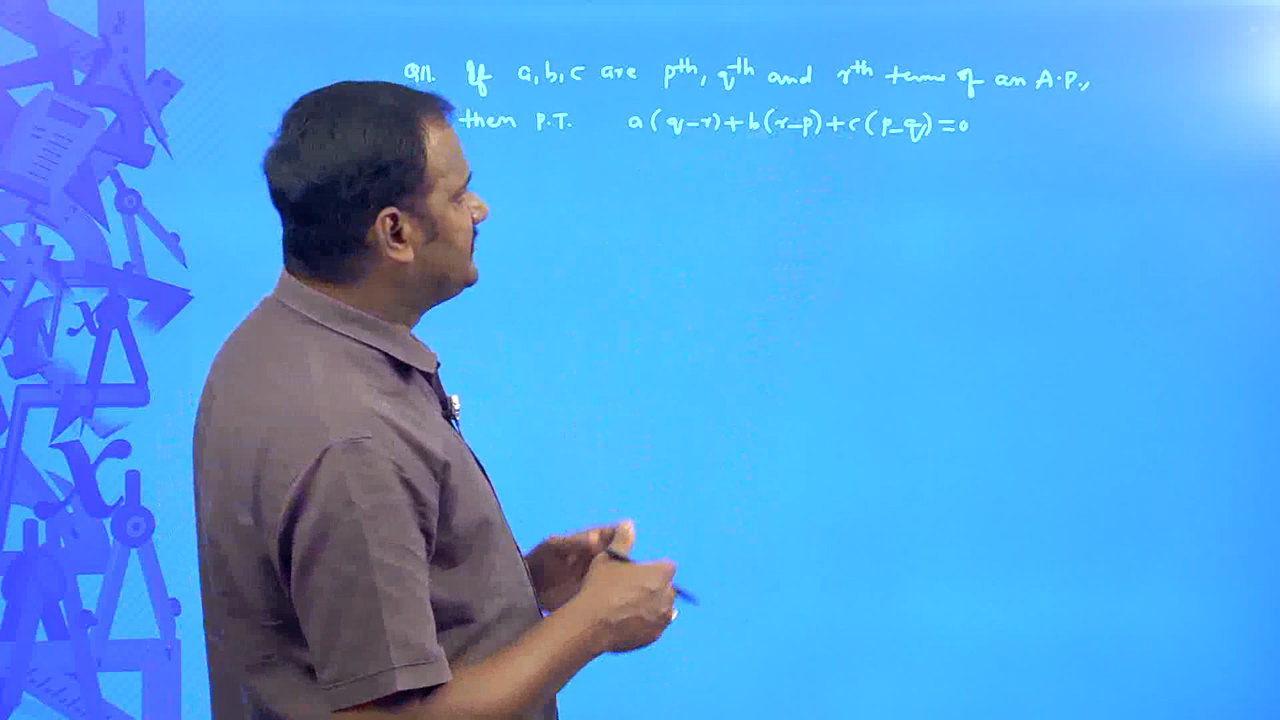 Q11. If a, b, c are pth, qth and rth terms of an A.P.,
then P.T. a(q-r)+b(r-p)+c(p-q)=0